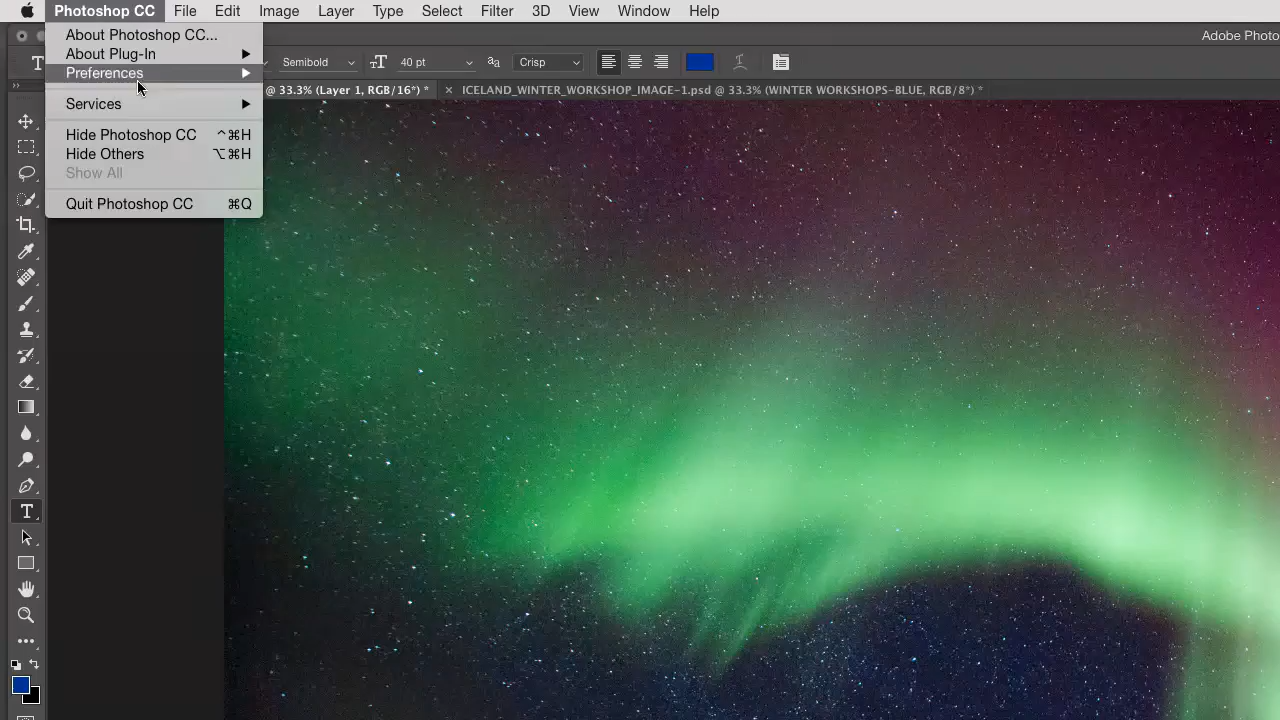 Photoshop CC File Edit Image Layer Type Select Filter 3D View Window Help
About Photoshop CC...
About Plug-In
Preferences
Services
Hide Photoshop CC ^⌘H
Hide Others ⌥⌘H
Show All
Quit Photoshop CC ⌘Q
Adobe Photo
T Semibold T 40 pt aa Crisp
@ 33.3% (Layer 1, RGB/16*) * × ICELAND_WINTER_WORKSHOP_IMAGE-1.psd @ 33.3% (WINTER WORKSHOPS-BLUE, RGB/8*) *
T